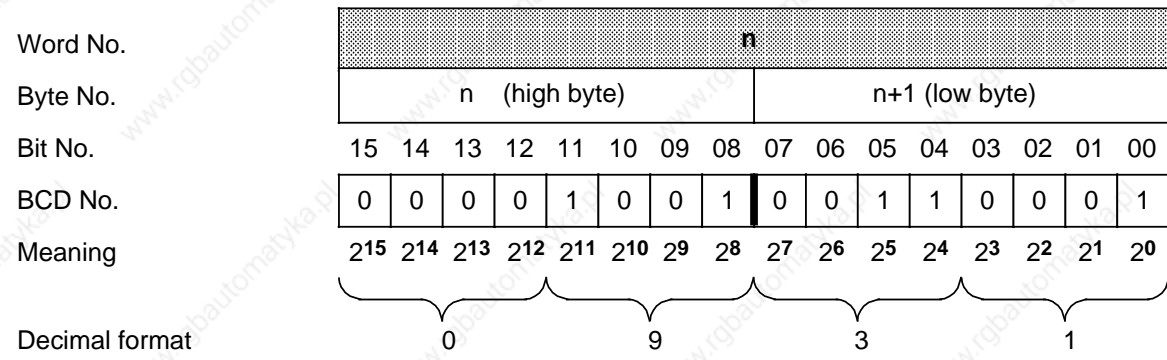 Word No. n
Byte No. n (high byte) n+1 (low byte)
Bit No. 15 14 13 12 11 10 09 08 07 06 05 04 03 02 01 00
BCD No. 0 0 0 0 1 0 0 1 0 0 1 1 0 0 0 1
Meaning 2¹⁵ 2¹⁴ 2¹³ 2¹² 2¹¹ 2¹⁰ 2⁹ 2⁸ 2⁷ 2⁶ 2⁵ 2⁴ 2³ 2² 2¹ 2⁰
Decimal format 0 9 3 1
www.rgbautomatyka.pl